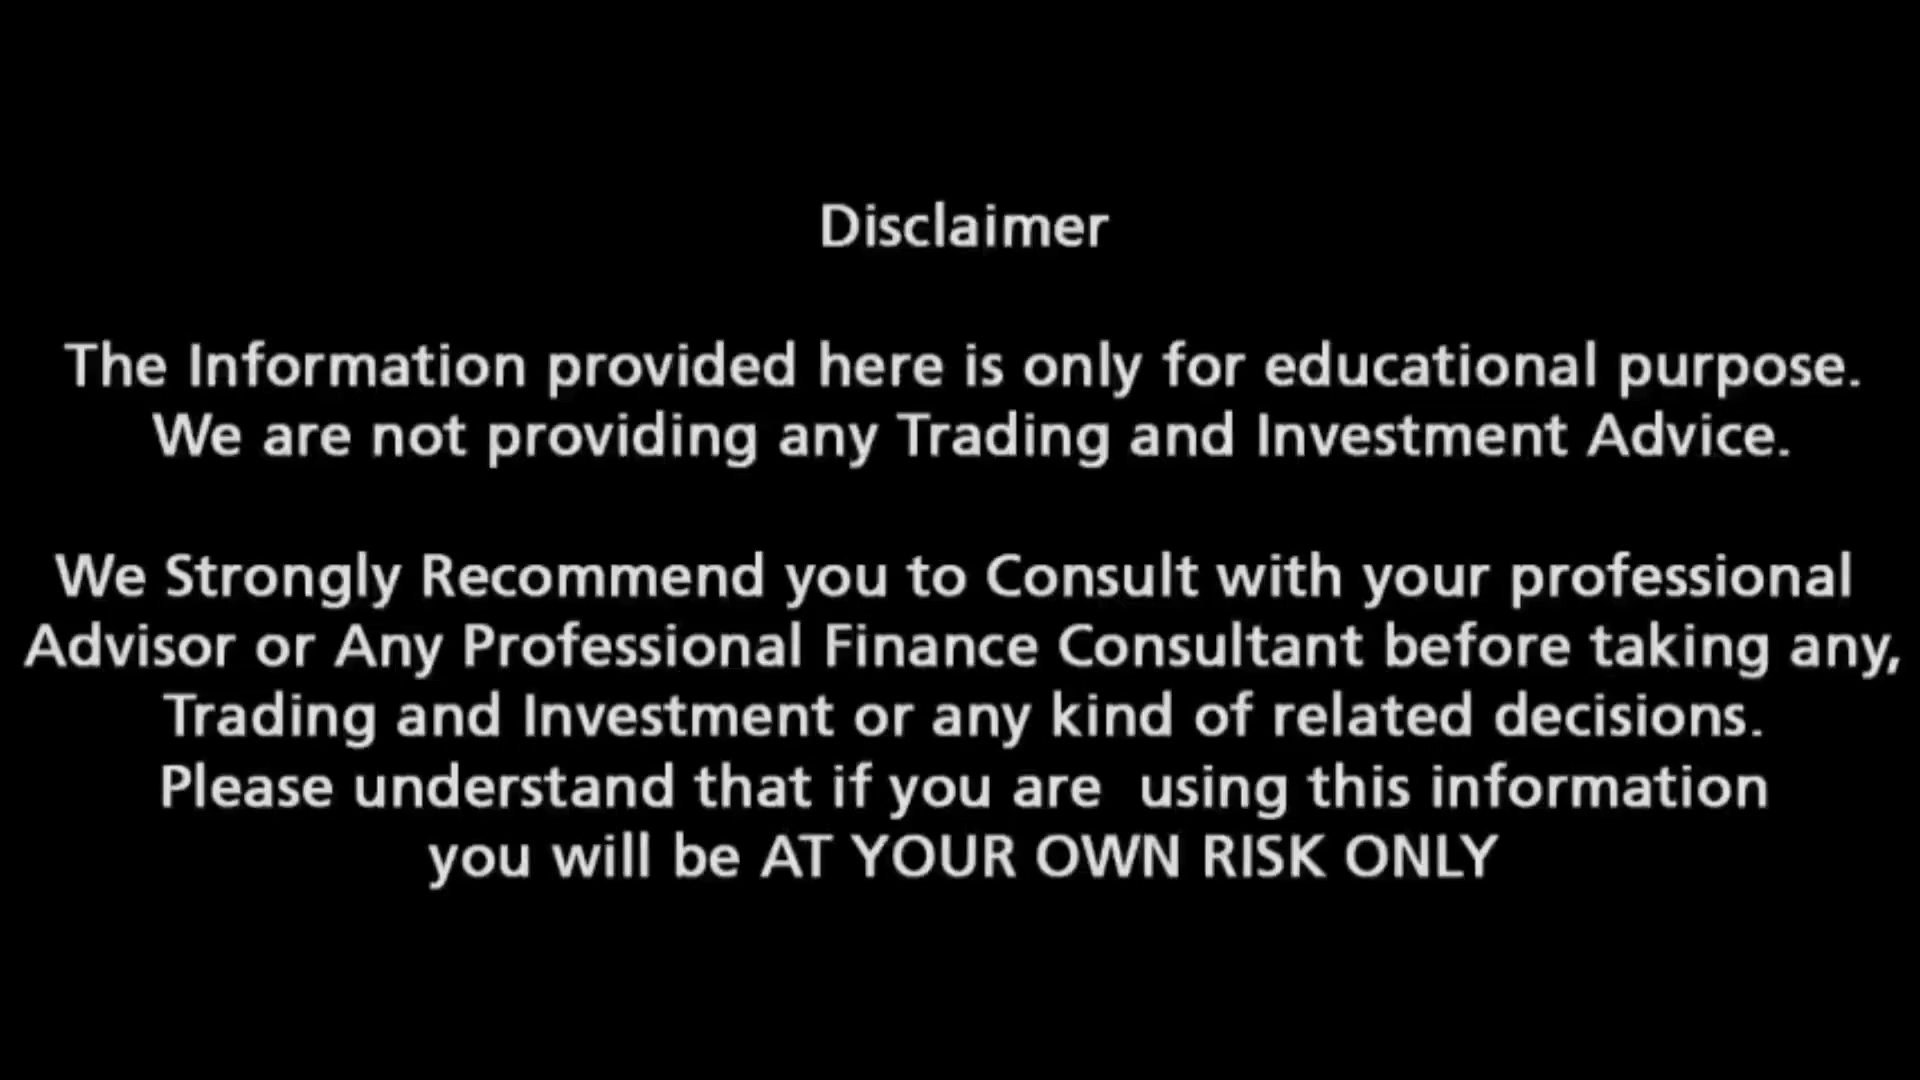 Disclaimer
The Information provided here is only for educational purpose.
We are not providing any Trading and Investment Advice.
We Strongly Recommend you to Consult with your professional
Advisor or Any Professional Finance Consultant before taking any,
Trading and Investment or any kind of related decisions.
Please understand that if you are  using this information
you will be AT YOUR OWN RISK ONLY